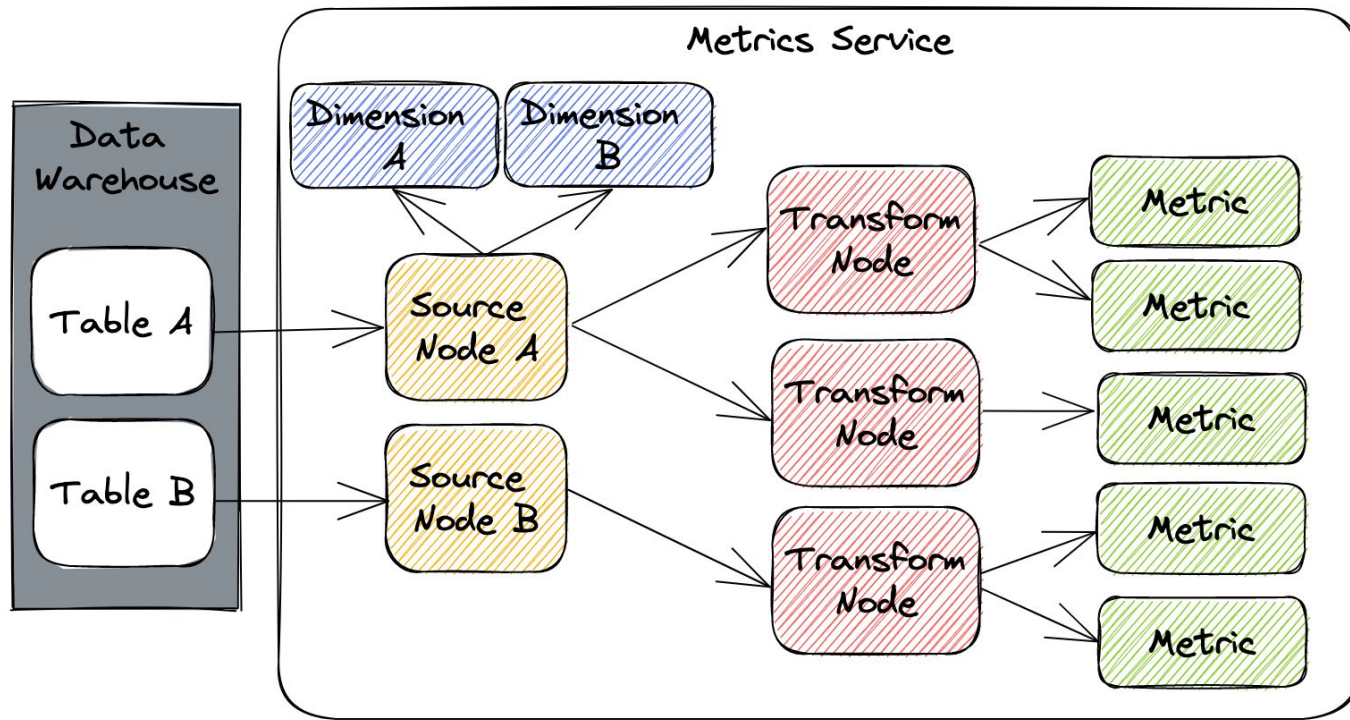 Metrics Service
Data
Warehouse
Table A
Table B
Dimension
A
Dimension
B
Source
Node A
Source
Node B
Transform
Node
Transform
Node
Transform
Node
Metric
Metric
Metric
Metric
Metric